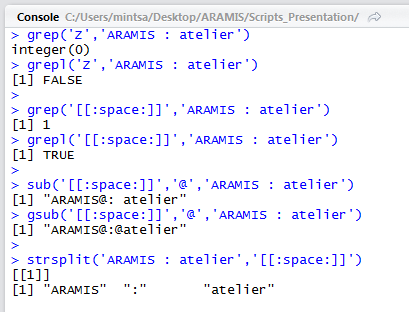 Console C:/Users/mintsa/Desktop/ARAMIS/Scripts_Presentation/
> grep('Z','ARAMIS : atelier')
integer(0)
> grepl('Z','ARAMIS : atelier')
[1] FALSE
>
> grep('[[:space:]]','ARAMIS : atelier')
[1] 1
> grepl('[[:space:]]','ARAMIS : atelier')
[1] TRUE
>
> sub('[[:space:]]','@','ARAMIS : atelier')
[1] "ARAMIS@: atelier"
> gsub('[[:space:]]','@','ARAMIS : atelier')
[1] "ARAMIS@:@atelier"
>
> strsplit('ARAMIS : atelier','[[:space:]]')
[[1]]
[1] "ARAMIS"  ":"       "atelier"